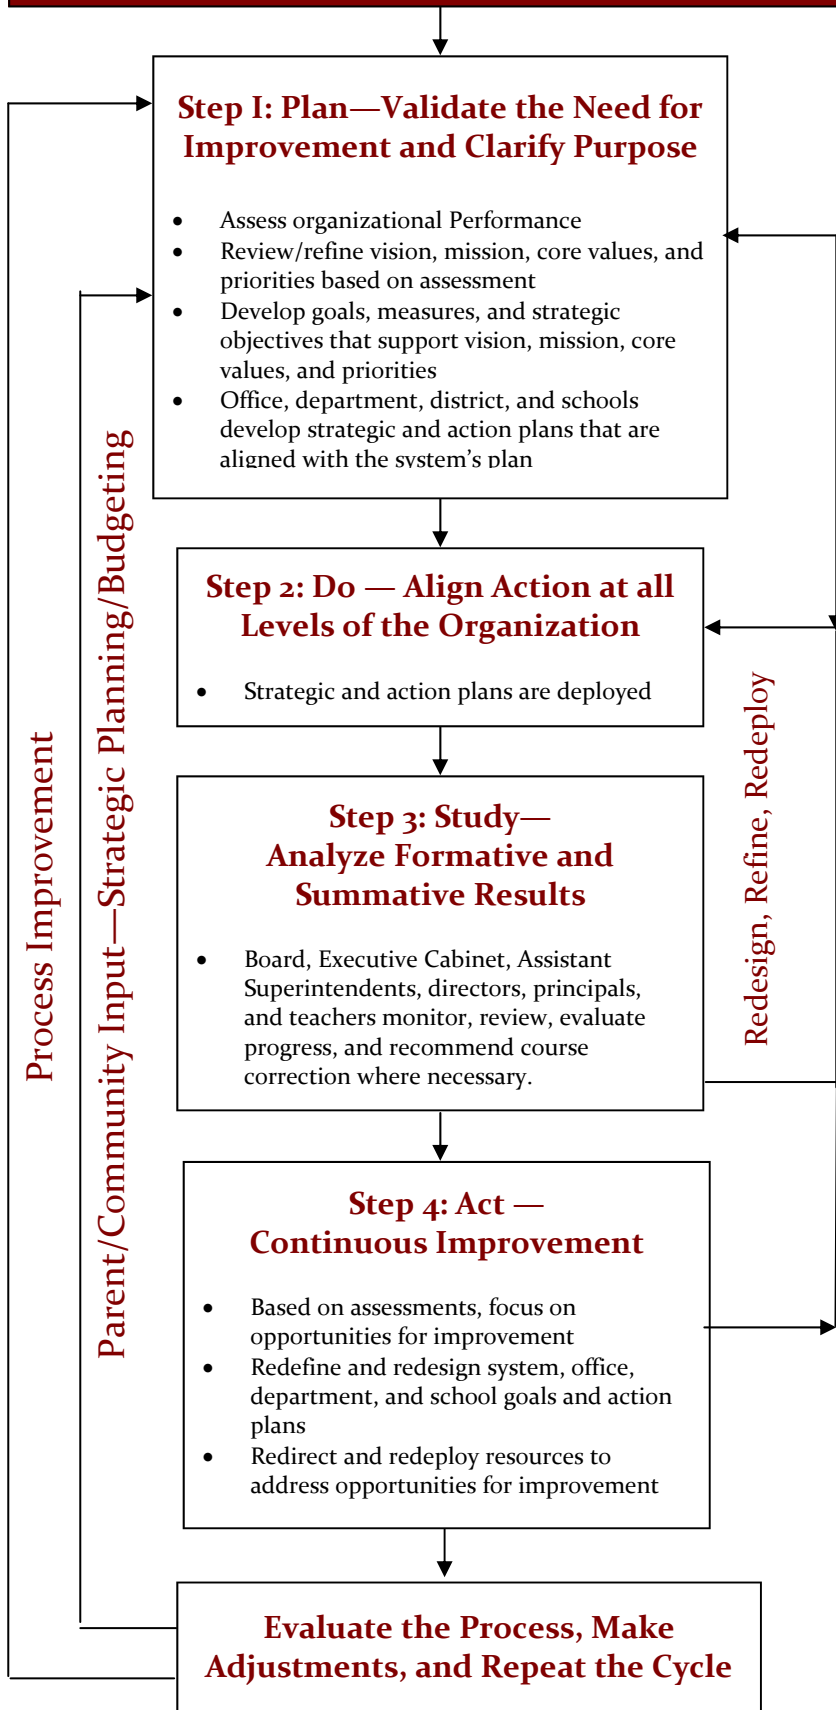 Step I: Plan—Validate the Need for
Improvement and Clarify Purpose
• Assess organizational Performance
• Review/refine vision, mission, core values, and
priorities based on assessment
• Develop goals, measures, and strategic
objectives that support vision, mission, core
values, and priorities
• Office, department, district, and schools
develop strategic and action plans that are
aligned with the system's plan
Step 2: Do — Align Action at all
Levels of the Organization
• Strategic and action plans are deployed
Step 3: Study—
Analyze Formative and
Summative Results
• Board, Executive Cabinet, Assistant
Superintendents, directors, principals,
and teachers monitor, review, evaluate
progress, and recommend course
correction where necessary.
Step 4: Act —
Continuous Improvement
• Based on assessments, focus on
opportunities for improvement
• Redefine and redesign system, office,
department, and school goals and action
plans
• Redirect and redeploy resources to
address opportunities for improvement
Evaluate the Process, Make
Adjustments, and Repeat the Cycle
Process Improvement
Parent/Community Input—Strategic Planning/Budgeting
Redesign, Refine, Redeploy